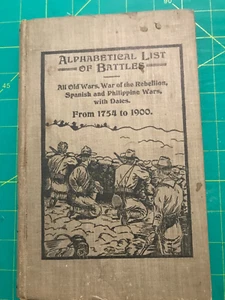 ALPHABETICAL LIST
OF BATTLES
All Old Wars, War of the Rebellion,
Spanish and Philippine Wars,
with Dates.
From 1754 to 1900.